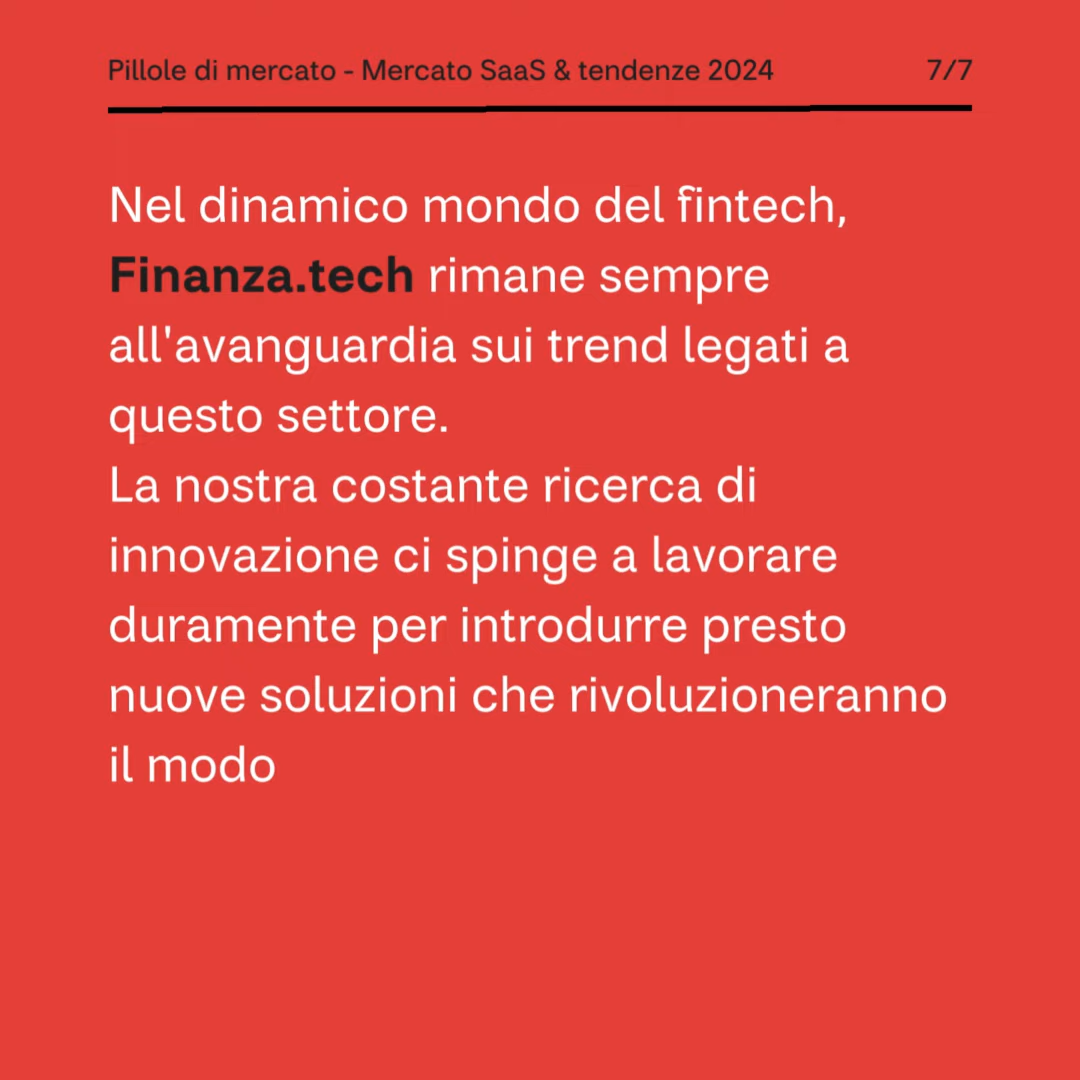 Pillole di mercato - Mercato SaaS & tendenze 2024 7/7
Nel dinamico mondo del fintech,
Finanza.tech rimane sempre
all'avanguardia sui trend legati a
questo settore.
La nostra costante ricerca di
innovazione ci spinge a lavorare
duramente per introdurre presto
nuove soluzioni che rivoluzioneranno
il modo